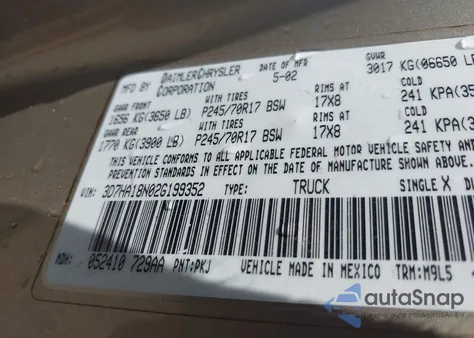 MFD BY DAIMLERCHRYSLER CORPORATION DATE OF MFR 5-02 GVWR 3017 KG(06650 LB
GAWR FRONT WITH TIRES RIMS AT COLD
1656 KG(3650 LB) P245/70R17 BSW 17X8 241 KPA(35
GAWR REAR WITH TIRES RIMS AT COLD
1770 KG(3900 LB) P245/70R17 BSW 17X8 241 KPA(3
THIS VEHICLE CONFORMS TO ALL APPLICABLE FEDERAL MOTOR VEHICLE SAFETY AN
PREVENTION STANDARDS IN EFFECT ON THE DATE OF MANUFACTURE SHOWN ABOVE.
VIN: 3D7HA18N02G199352 TYPE: TRUCK SINGLE X D
MDH: 052410 729AA PNT:PKJ VEHICLE MADE IN MEXICO TRM:M9L5
autaSnap